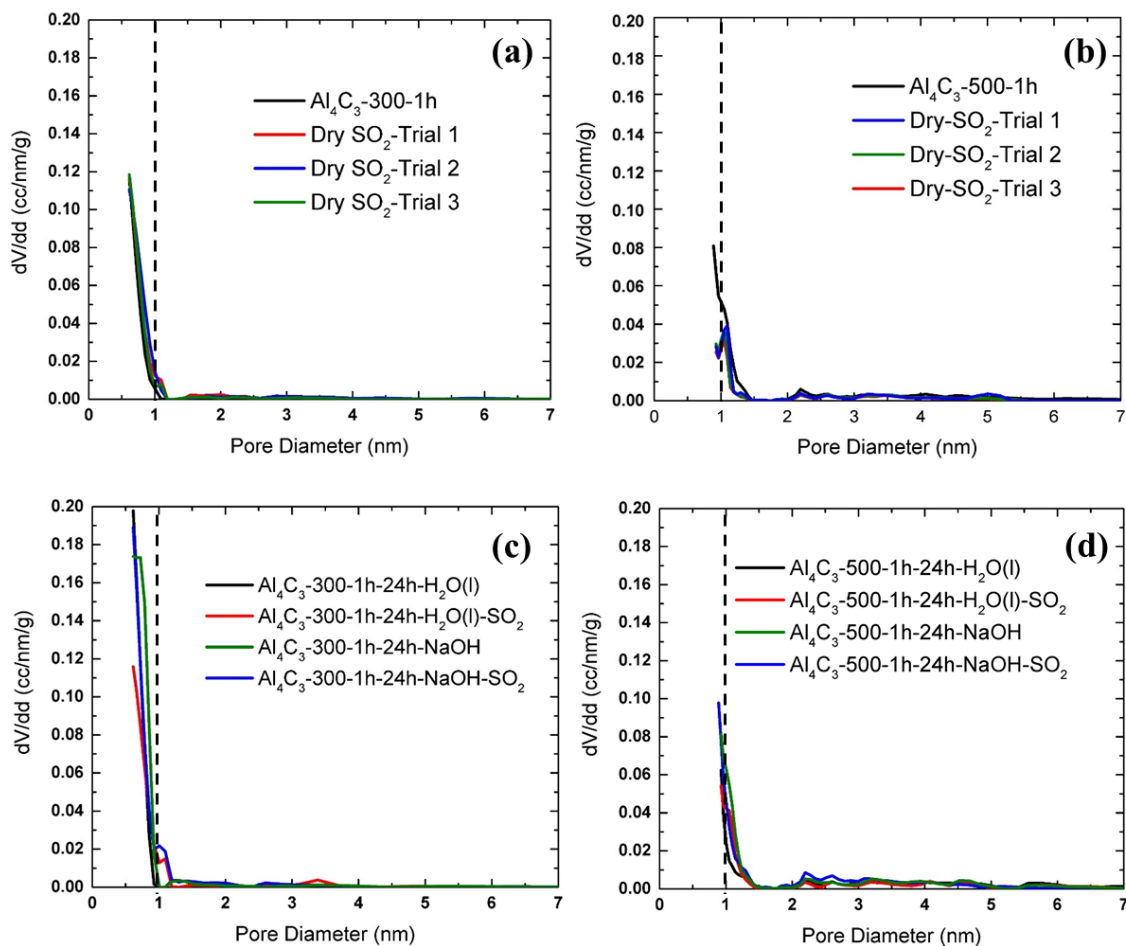 (a)
0.20
0.18
0.16
0.14
0.12
0.10
0.08
0.06
0.04
0.02
0.00
dV/dd (cc/nm/g)
Al₄C₃-300-1h
Dry SO₂-Trial 1
Dry SO₂-Trial 2
Dry SO₂-Trial 3
0 1 2 3 4 5 6 7
Pore Diameter (nm)
(b)
0.20
0.18
0.16
0.14
0.12
0.10
0.08
0.06
0.04
0.02
0.00
dV/dd (cc/nm/g)
Al₄C₃-500-1h
Dry-SO₂-Trial 1
Dry-SO₂-Trial 2
Dry-SO₂-Trial 3
0 1 2 3 4 5 6 7
Pore Diameter (nm)
(c)
0.20
0.18
0.16
0.14
0.12
0.10
0.08
0.06
0.04
0.02
0.00
dV/dd (cc/nm/g)
Al₄C₃-300-1h-24h-H₂O(l)
Al₄C₃-300-1h-24h-H₂O(l)-SO₂
Al₄C₃-300-1h-24h-NaOH
Al₄C₃-300-1h-24h-NaOH-SO₂
0 1 2 3 4 5 6 7
Pore Diameter (nm)
(d)
0.20
0.18
0.16
0.14
0.12
0.10
0.08
0.06
0.04
0.02
0.00
dV/dd (cc/nm/g)
Al₄C₃-500-1h-24h-H₂O(l)
Al₄C₃-500-1h-24h-H₂O(l)-SO₂
Al₄C₃-500-1h-24h-NaOH
Al₄C₃-500-1h-24h-NaOH-SO₂
0 1 2 3 4 5 6 7
Pore Diameter (nm)